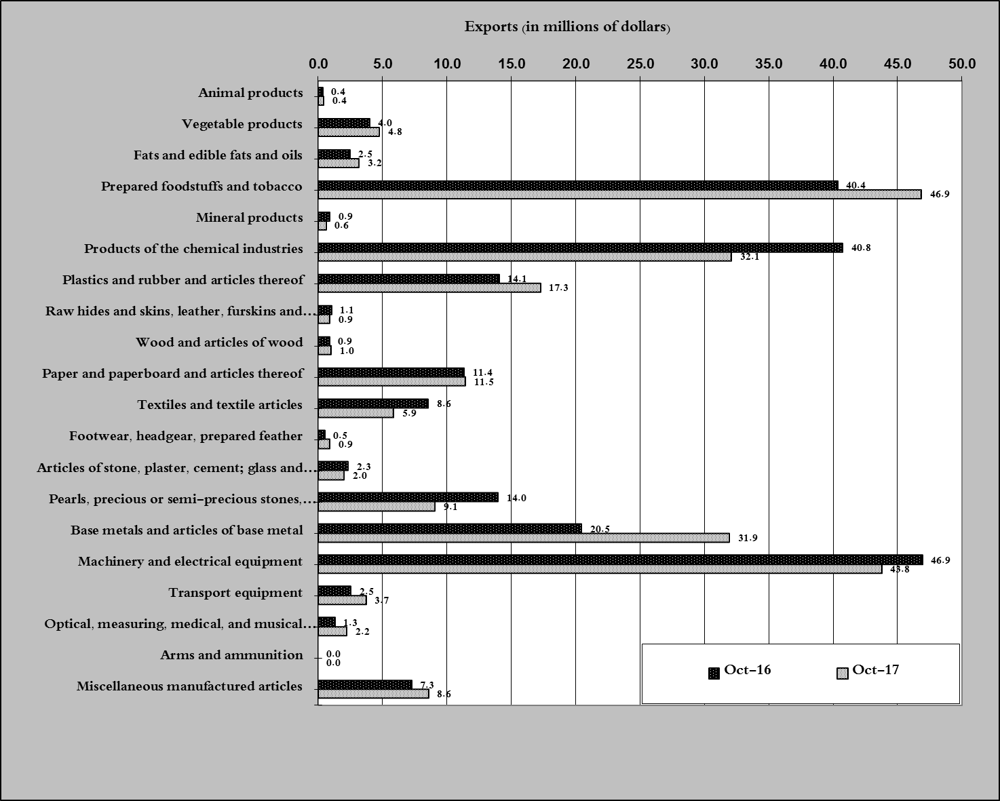 Exports (in millions of dollars)
0.0 5.0 10.0 15.0 20.0 25.0 30.0 35.0 40.0 45.0 50.0
Animal products 0.4
0.4
Vegetable products 4.0
4.8
Fats and edible fats and oils 2.5
3.2
Prepared foodstuffs and tobacco 40.4
46.9
Mineral products 0.9
0.6
Products of the chemical industries 40.8
32.1
Plastics and rubber and articles thereof 14.1
17.3
Raw hides and skins, leather, furskins and... 1.1
0.9
Wood and articles of wood 0.9
1.0
Paper and paperboard and articles thereof 11.4
11.5
Textiles and textile articles 8.6
5.9
Footwear, headgear, prepared feather 0.5
0.9
Articles of stone, plaster, cement; glass and... 2.3
2.0
Pearls, precious or semi-precious stones,... 14.0
9.1
Base metals and articles of base metal 20.5
31.9
Machinery and electrical equipment 46.9
43.8
Transport equipment 2.5
3.7
Optical, measuring, medical, and musical... 1.3
2.2
Arms and ammunition 0.0
0.0
Miscellaneous manufactured articles 7.3
8.6
Oct-16 Oct-17